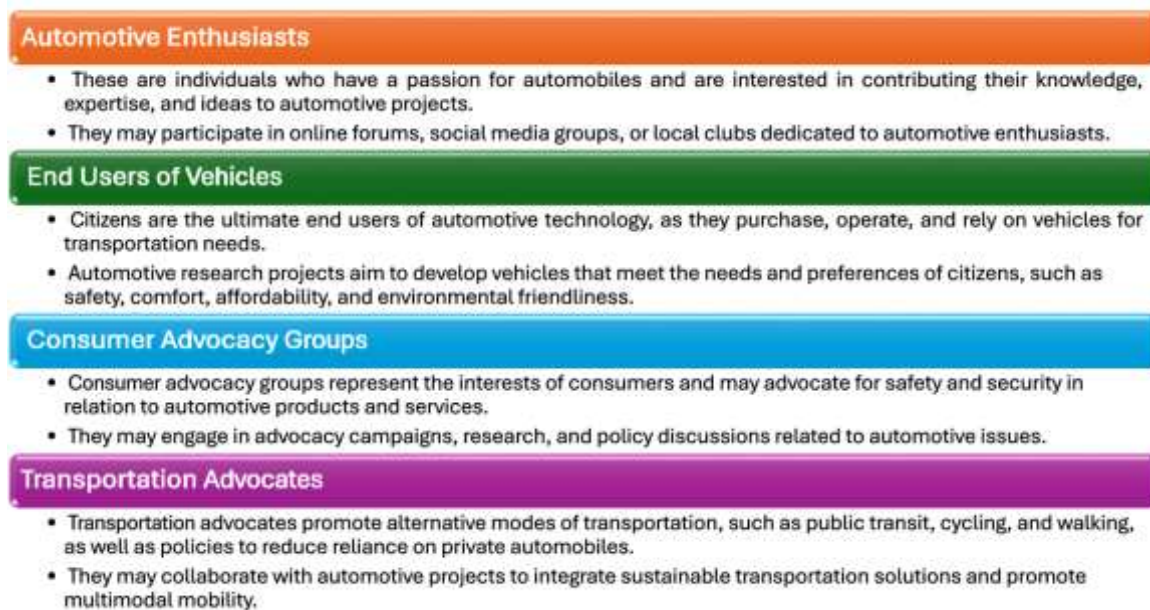 Automotive Enthusiasts
• These are individuals who have a passion for automobiles and are interested in contributing their knowledge,
expertise, and ideas to automotive projects.
• They may participate in online forums, social media groups, or local clubs dedicated to automotive enthusiasts.
End Users of Vehicles
• Citizens are the ultimate end users of automotive technology, as they purchase, operate, and rely on vehicles for
transportation needs.
• Automotive research projects aim to develop vehicles that meet the needs and preferences of citizens, such as
safety, comfort, affordability, and environmental friendliness.
Consumer Advocacy Groups
• Consumer advocacy groups represent the interests of consumers and may advocate for safety and security in
relation to automotive products and services.
• They may engage in advocacy campaigns, research, and policy discussions related to automotive issues.
Transportation Advocates
• Transportation advocates promote alternative modes of transportation, such as public transit, cycling, and walking,
as well as policies to reduce reliance on private automobiles.
• They may collaborate with automotive projects to integrate sustainable transportation solutions and promote
multimodal mobility.